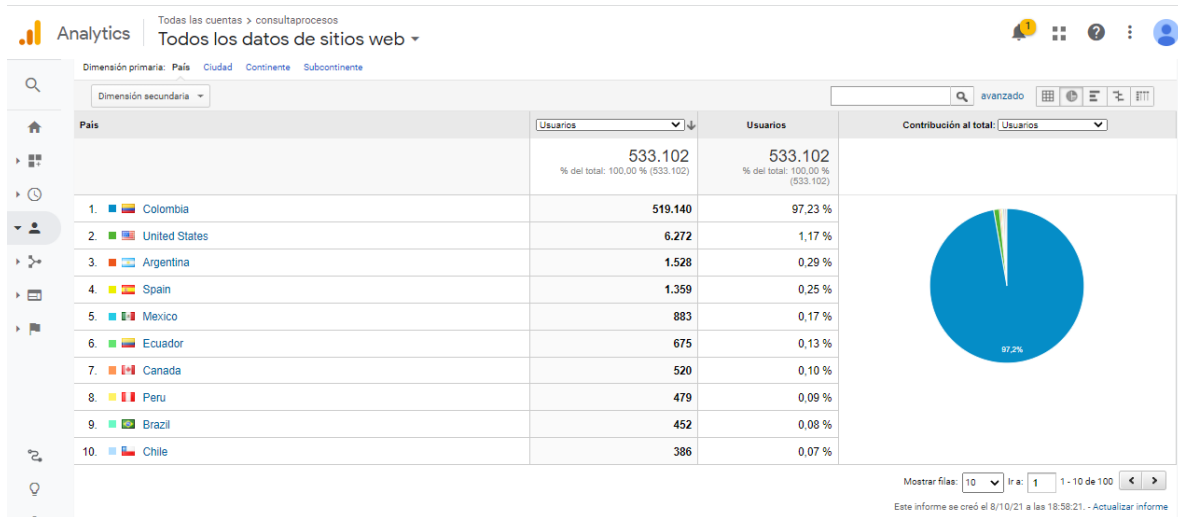 Analytics
Todas las cuentas > consultaprocesos
Todos los datos de sitios web
1
Dimensión primaria: País Ciudad Continente Subcontinente
Dimensión secundaria
avanzado
País Usuarios Usuarios Contribución al total: Usuarios
533.102 533.102
% del total: 100,00 % (533.102) % del total: 100,00 %
(533.102)
1. Colombia 519.140 97,23 %
2. United States 6.272 1,17 %
3. Argentina 1.528 0,29 %
4. Spain 1.359 0,25 %
5. Mexico 883 0,17 %
6. Ecuador 675 0,13 %
7. Canada 520 0,10 %
8. Peru 479 0,09 %
9. Brazil 452 0,08 %
10. Chile 386 0,07 %
97,2%
Mostrar filas: 10 Ir a: 1 1 - 10 de 100
Este informe se creó el 8/10/21 a las 18:58:21. - Actualizar informe